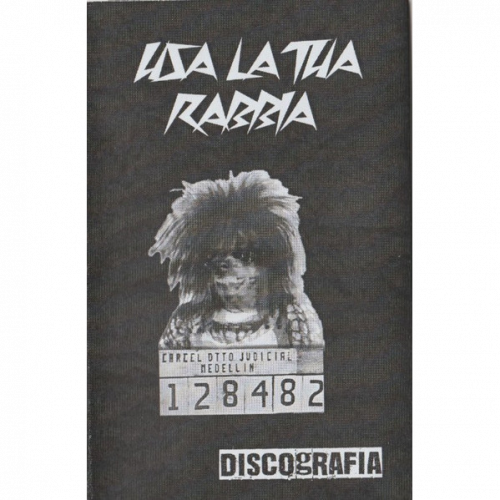 USA LA TUA
RABBIA
CARCEL DTTO JUDICIAL
MEDELLIN
128482
DISCOGRAFIA